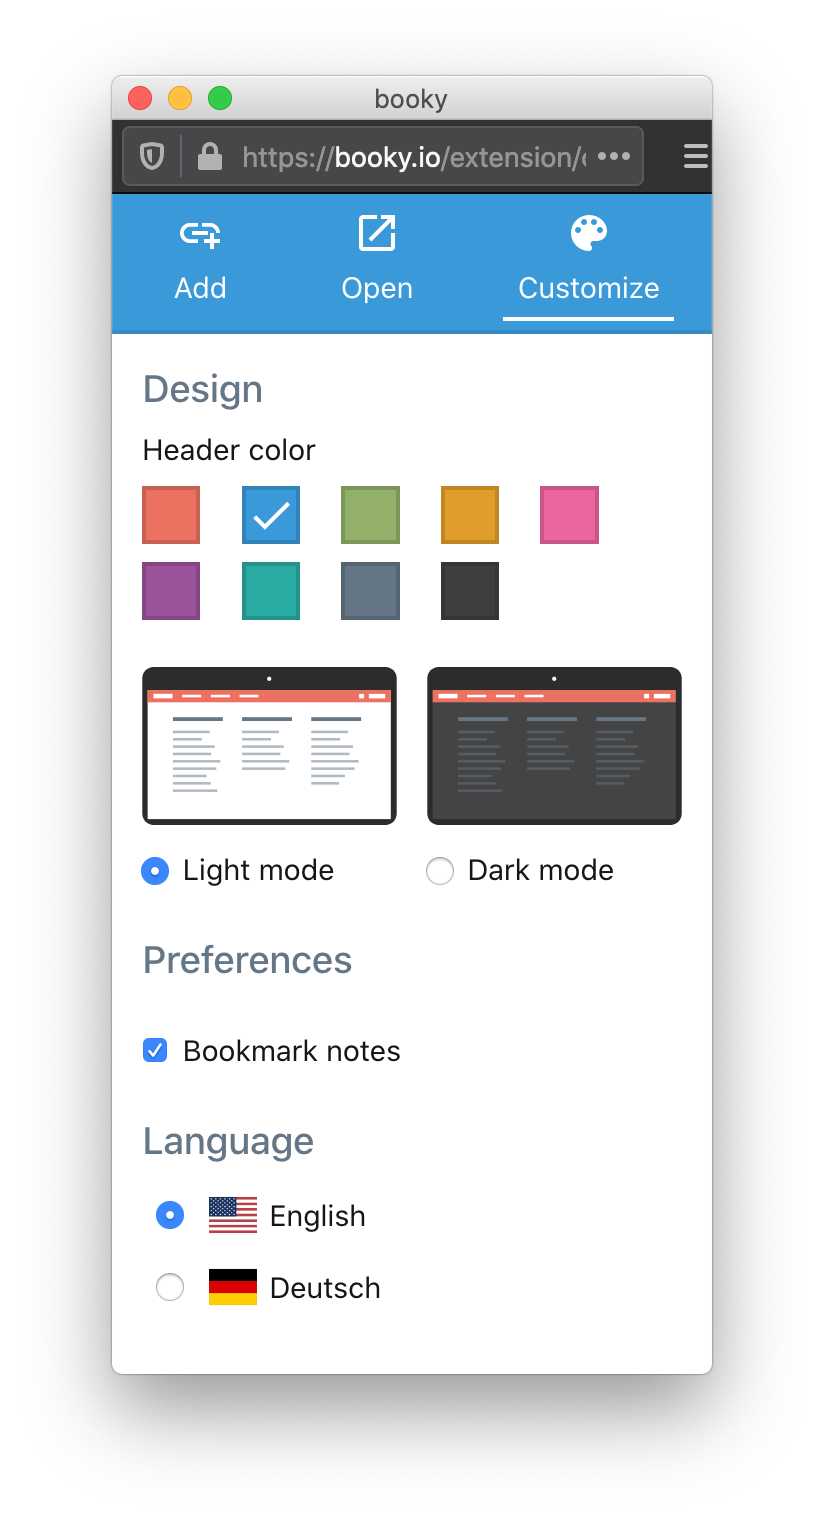 booky
https://booky.io/extension/
Add
Open
Customize
Design
Header color
Light mode
Dark mode
Preferences
Bookmark notes
Language
English
Deutsch